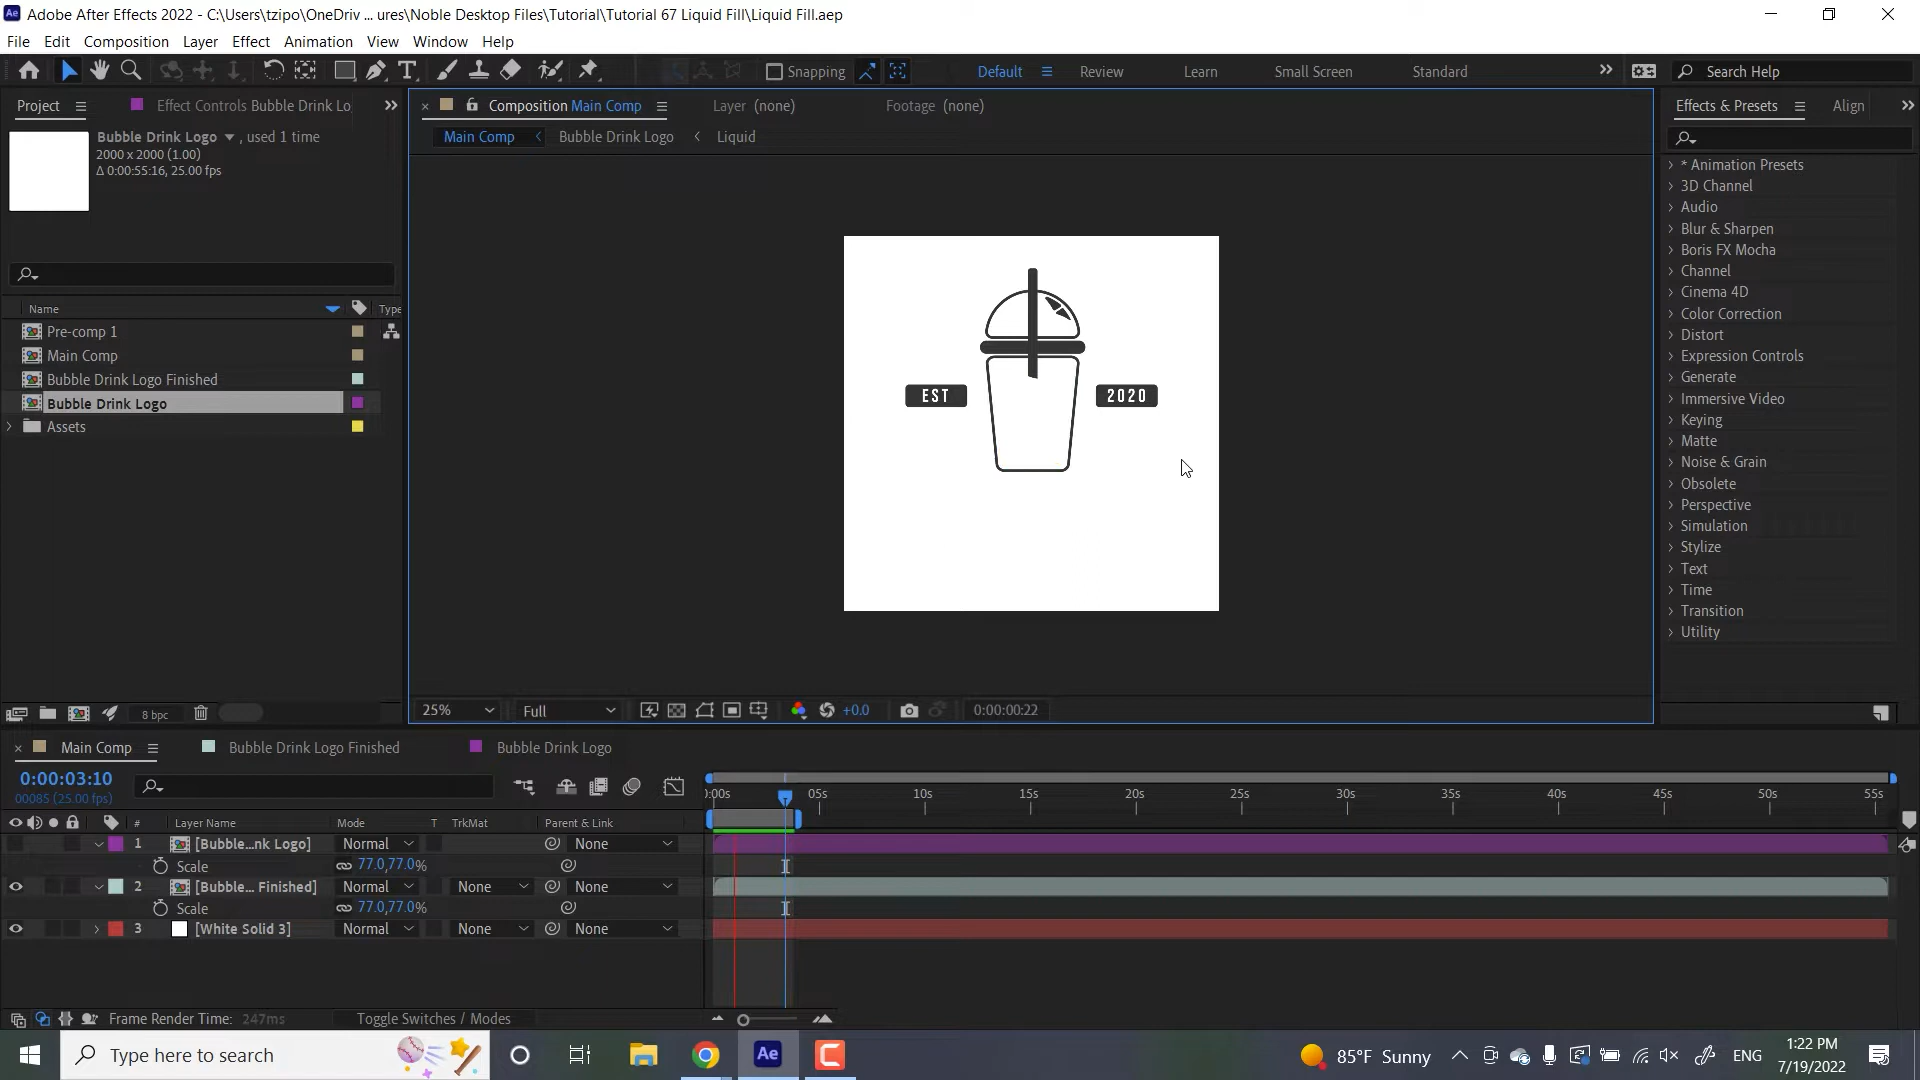 Adobe After Effects 2022 - C:\Users\tzipo\OneDriv ... ures\Noble Desktop Files\Tutorial\Tutorial 67 Liquid Fill\Liquid Fill.aep
File Edit Composition Layer Effect Animation View Window Help
Snapping Default Review Learn Small Screen Standard Search Help
Project Effect Controls Bubble Drink Lo
Composition Main Comp Layer (none) Footage (none)
Effects & Presets Align
Bubble Drink Logo , used 1 time
2000 x 2000 (1.00)
Δ 0:00:55:16, 25.00 fps
Main Comp Bubble Drink Logo Liquid
Name Type
Pre-comp 1
Main Comp
Bubble Drink Logo Finished
Bubble Drink Logo
Assets
EST 2020
* Animation Presets
3D Channel
Audio
Blur & Sharpen
Boris FX Mocha
Channel
Cinema 4D
Color Correction
Distort
Expression Controls
Generate
Immersive Video
Keying
Matte
Noise & Grain
Obsolete
Perspective
Simulation
Stylize
Text
Time
Transition
Utility
8 bpc
25% Full +0.0 0:00:00:22
Main Comp Bubble Drink Logo Finished Bubble Drink Logo
0:00:03:10
00085 (25.00 fps)
):00s 05s 10s 15s 20s 25s 30s 35s 40s 45s 50s 55s
# Layer Name Mode T TrkMat Parent & Link
1 [Bubble...nk Logo] Normal None
Scale 77.0,77.0%
2 [Bubble... Finished] Normal None None
Scale 77.0,77.0%
3 [White Solid 3] Normal None None
Frame Render Time: 247ms Toggle Switches / Modes
Type here to search
85°F Sunny ENG
1:22 PM
7/19/2022